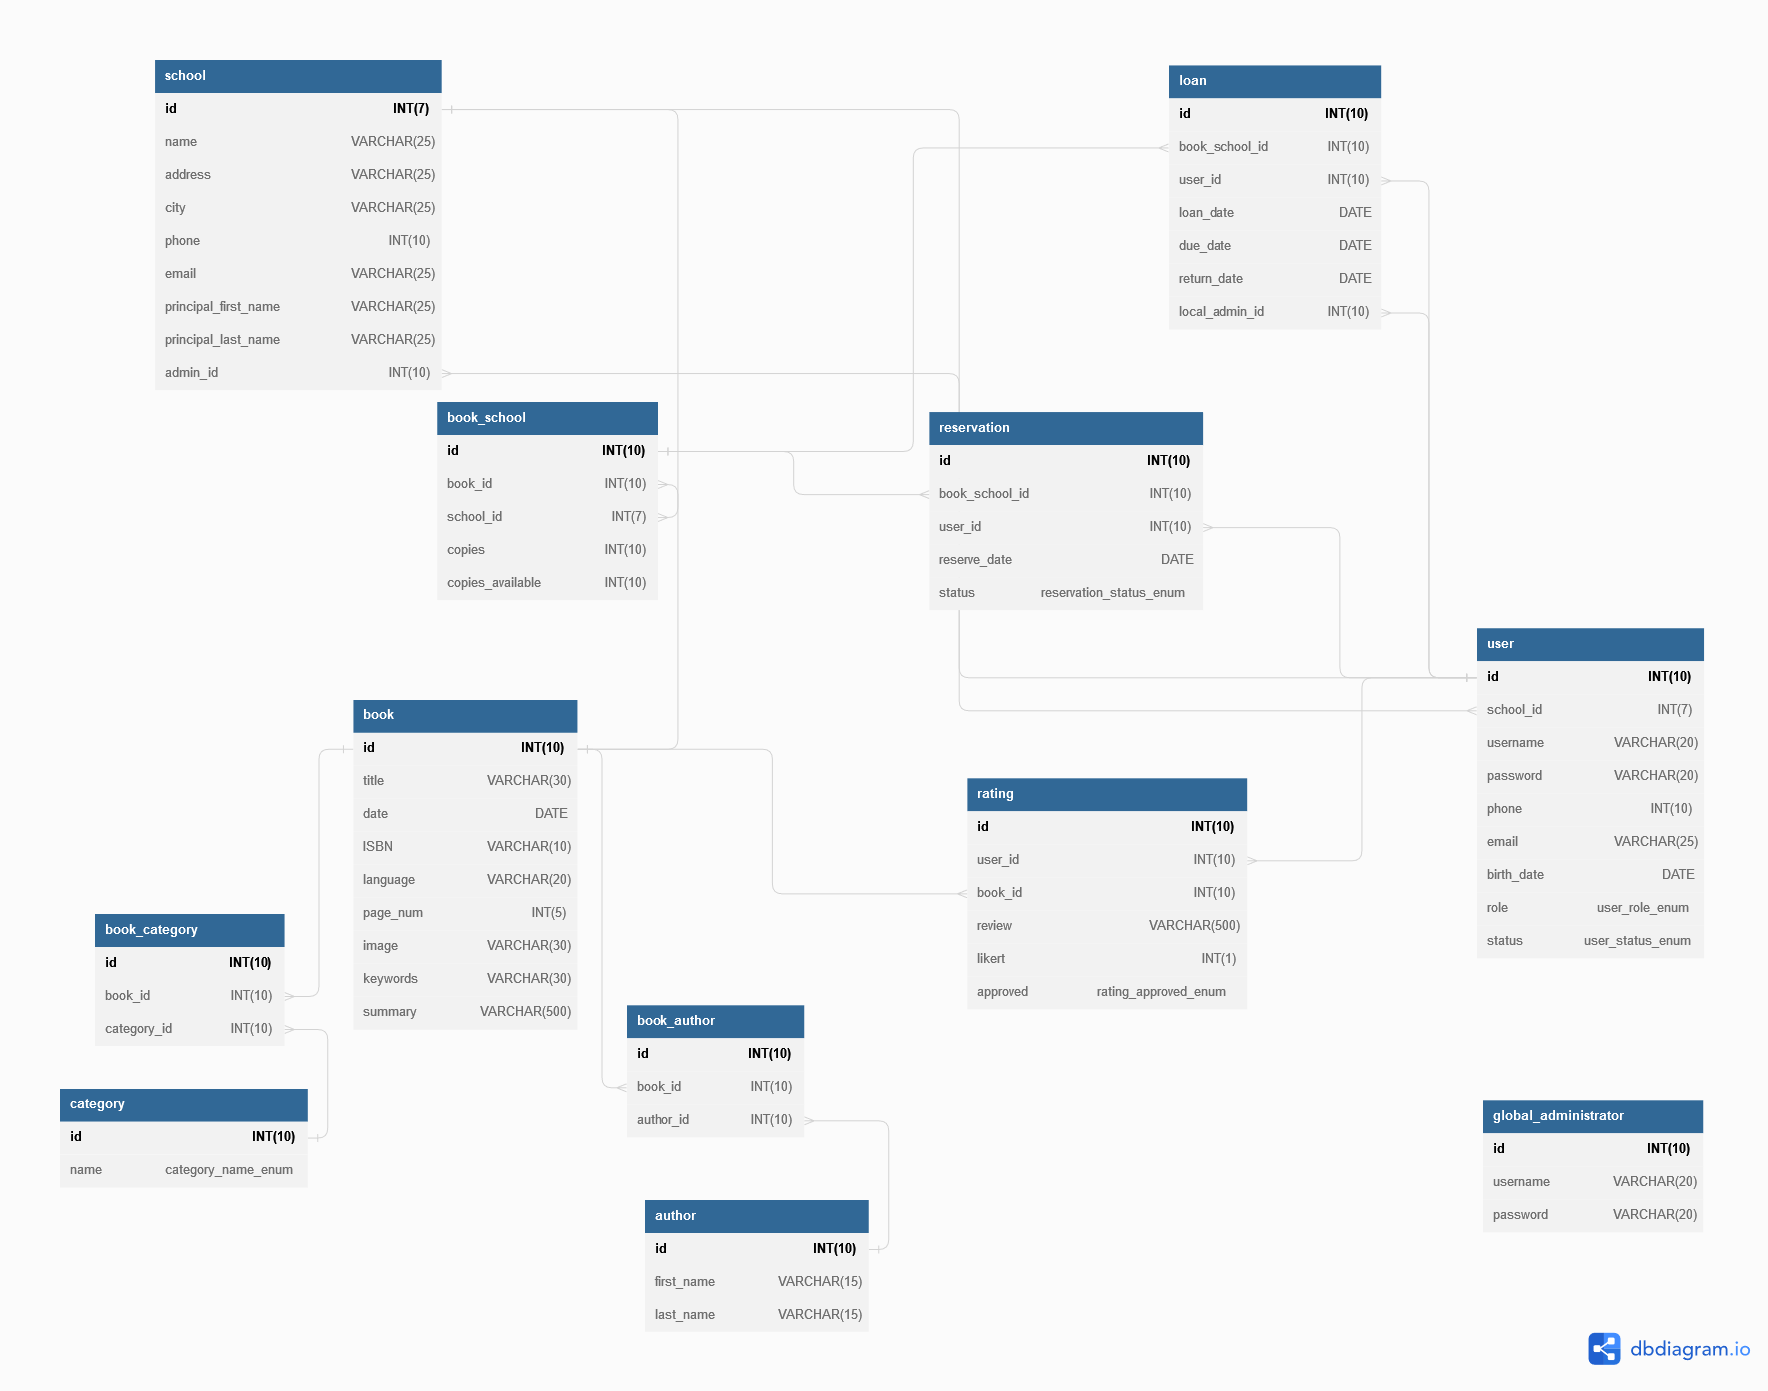 school
id INT(7)
name VARCHAR(25)
address VARCHAR(25)
city VARCHAR(25)
phone INT(10)
email VARCHAR(25)
principal_first_name VARCHAR(25)
principal_last_name VARCHAR(25)
admin_id INT(10)
loan
id INT(10)
book_school_id INT(10)
user_id INT(10)
loan_date DATE
due_date DATE
return_date DATE
local_admin_id INT(10)
book_school
id INT(10)
book_id INT(10)
school_id INT(7)
copies INT(10)
copies_available INT(10)
reservation
id INT(10)
book_school_id INT(10)
user_id INT(10)
reserve_date DATE
status reservation_status_enum
user
id INT(10)
school_id INT(7)
username VARCHAR(20)
password VARCHAR(20)
phone INT(10)
email VARCHAR(25)
birth_date DATE
role user_role_enum
status user_status_enum
book
id INT(10)
title VARCHAR(30)
date DATE
ISBN VARCHAR(10)
language VARCHAR(20)
page_num INT(5)
image VARCHAR(30)
keywords VARCHAR(30)
summary VARCHAR(500)
rating
id INT(10)
user_id INT(10)
book_id INT(10)
review VARCHAR(500)
likert INT(1)
approved rating_approved_enum
book_category
id INT(10)
book_id INT(10)
category_id INT(10)
book_author
id INT(10)
book_id INT(10)
author_id INT(10)
category
id INT(10)
name category_name_enum
global_administrator
id INT(10)
username VARCHAR(20)
password VARCHAR(20)
author
id INT(10)
first_name VARCHAR(15)
last_name VARCHAR(15)
dbdiagram.io